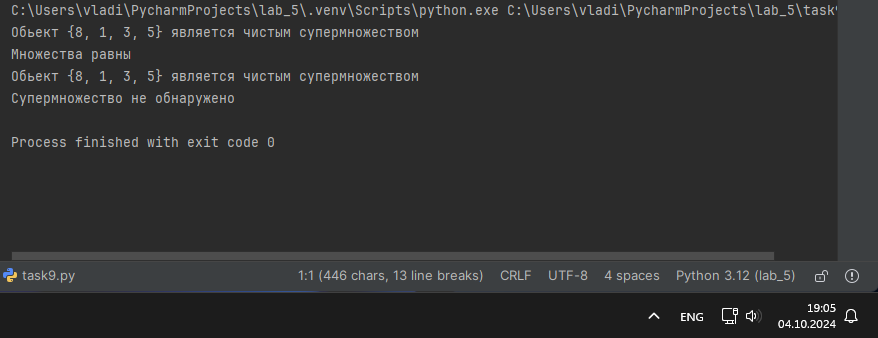 C:\Users\vladi\PycharmProjects\lab_5\.venv\Scripts\python.exe C:\Users\vladi\PycharmProjects\lab_5\task9
Обьект {8, 1, 3, 5} является чистым супермножеством
Множества равны
Обьект {8, 1, 3, 5} является чистым супермножеством
Супермножество не обнаружено
Process finished with exit code 0
task9.py 1:1 (446 chars, 13 line breaks) CRLF UTF-8 4 spaces Python 3.12 (lab_5)
ENG 19:05
04.10.2024